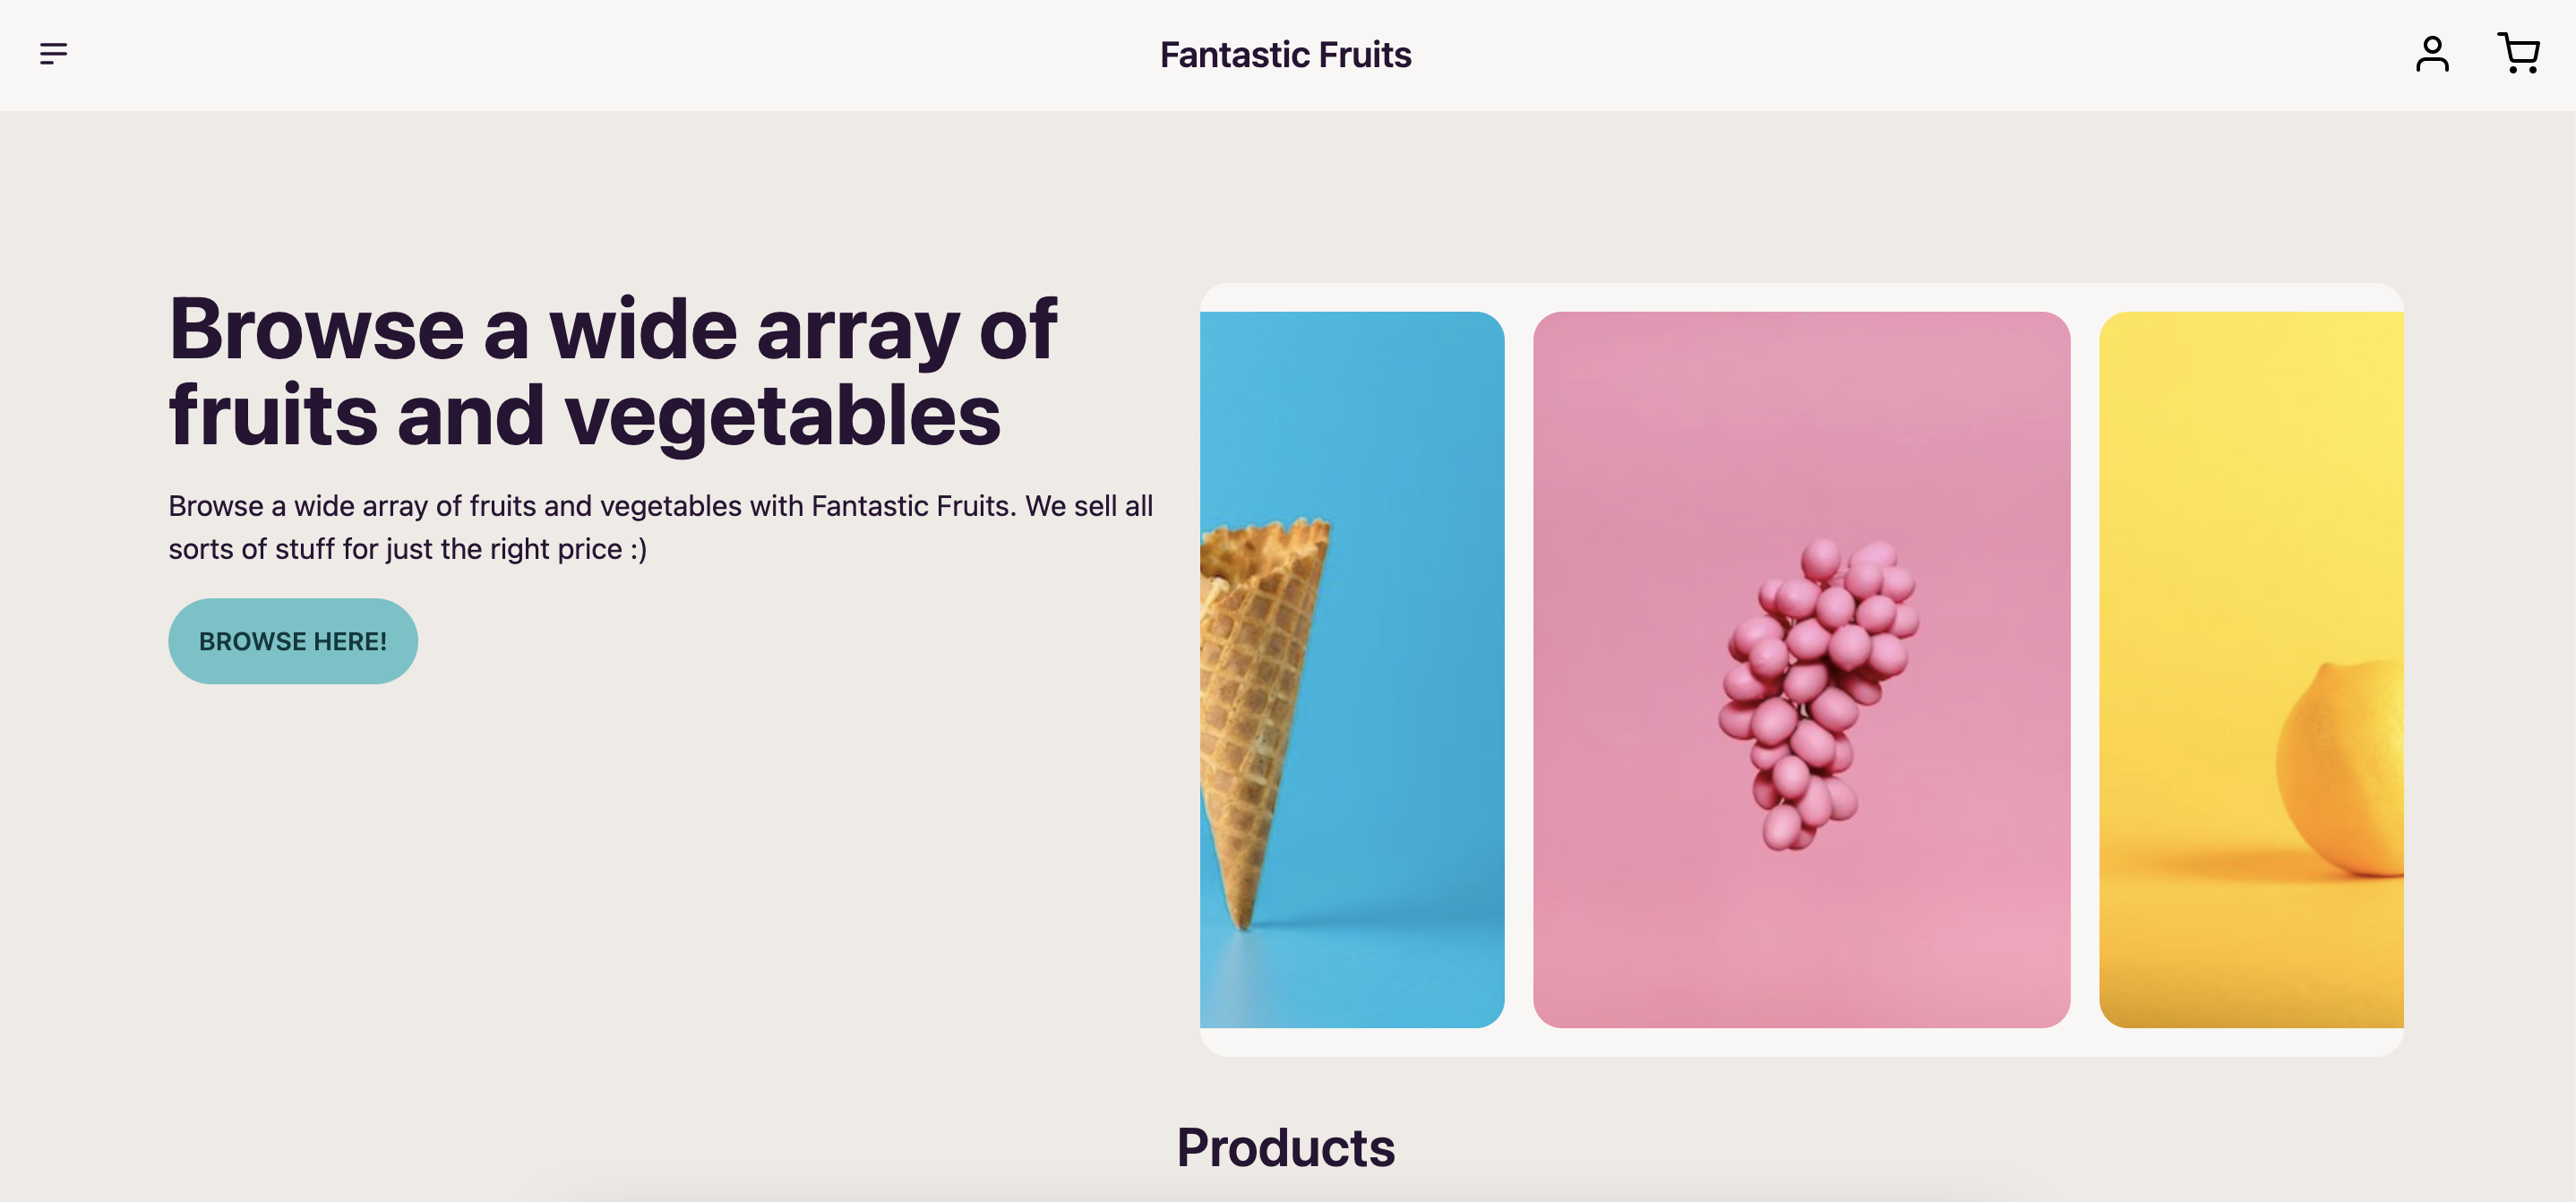 Fantastic Fruits
Browse a wide array of
fruits and vegetables
Browse a wide array of fruits and vegetables with Fantastic Fruits. We sell all
sorts of stuff for just the right price :)
BROWSE HERE!
Products